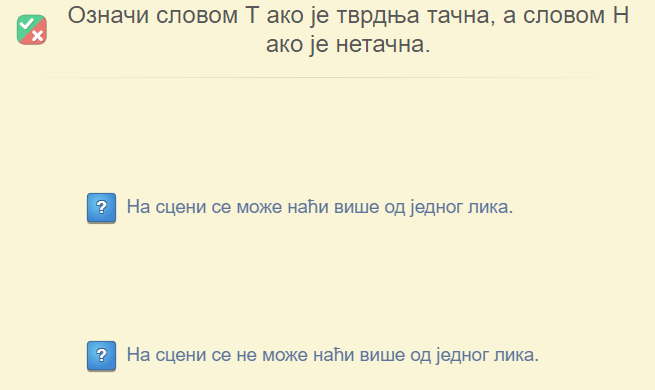 Означи словом Т ако је тврдња тачна, а словом Н
ако је нетачна.
? На сцени се може наћи више од једног лика.
? На сцени се не може наћи више од једног лика.